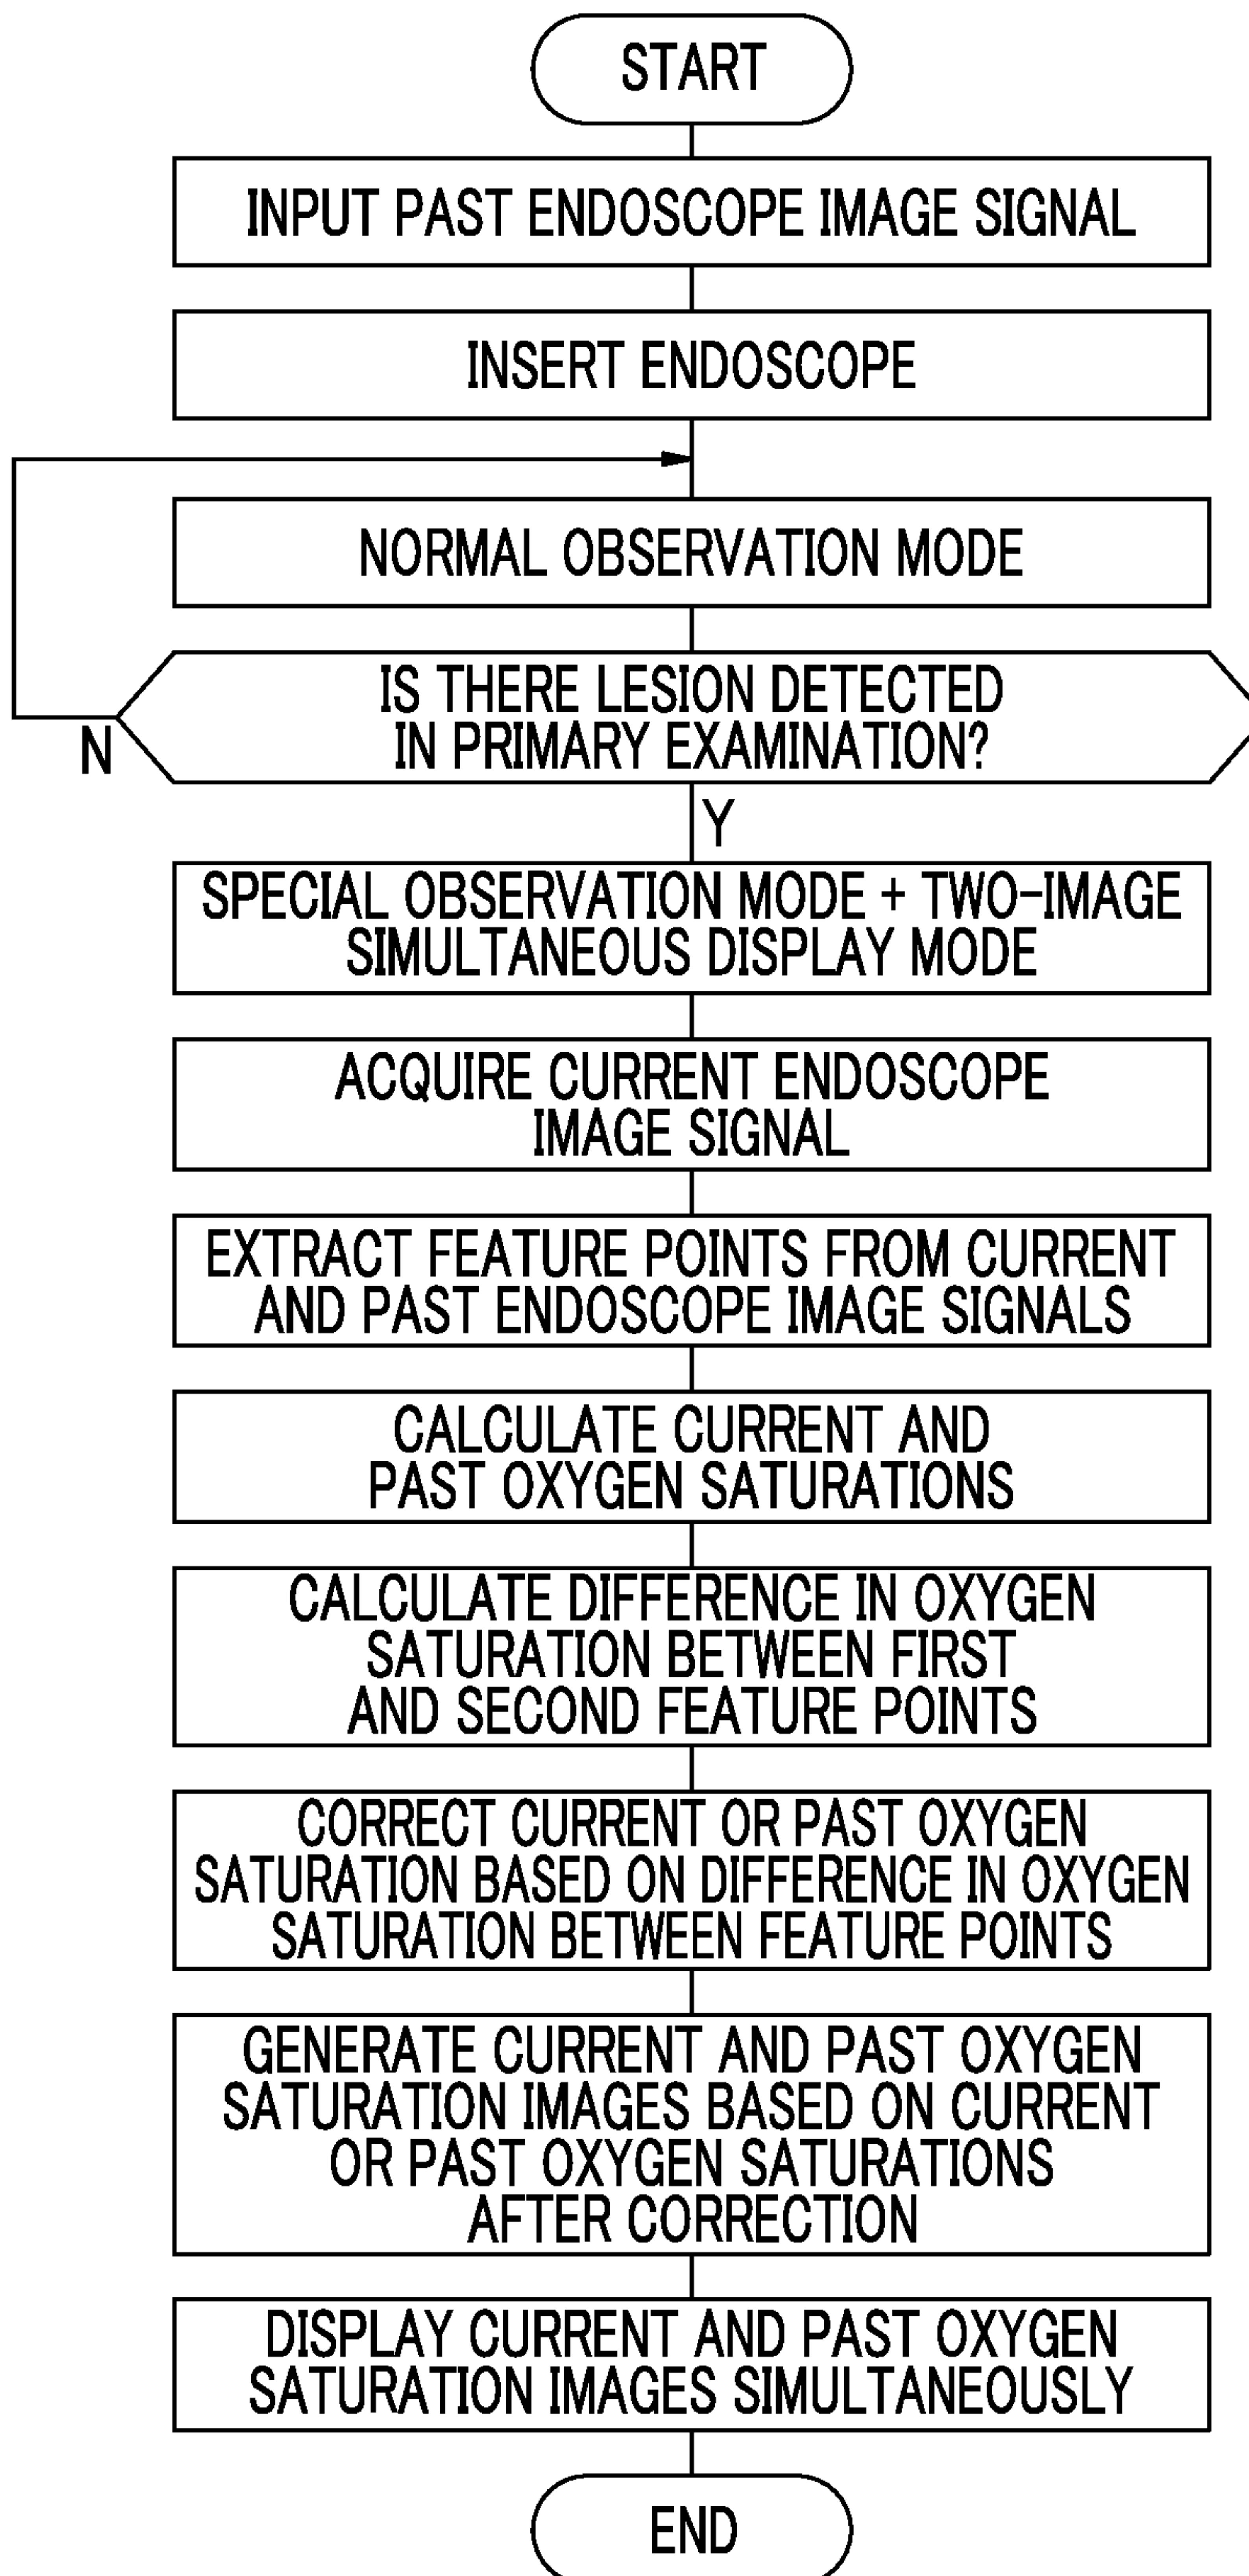 START
INPUT PAST ENDOSCOPE IMAGE SIGNAL
INSERT ENDOSCOPE
NORMAL OBSERVATION MODE
IS THERE LESION DETECTED
IN PRIMARY EXAMINATION?
N
Y
SPECIAL OBSERVATION MODE + TWO-IMAGE
SIMULTANEOUS DISPLAY MODE
ACQUIRE CURRENT ENDOSCOPE
IMAGE SIGNAL
EXTRACT FEATURE POINTS FROM CURRENT
AND PAST ENDOSCOPE IMAGE SIGNALS
CALCULATE CURRENT AND
PAST OXYGEN SATURATIONS
CALCULATE DIFFERENCE IN OXYGEN
SATURATION BETWEEN FIRST
AND SECOND FEATURE POINTS
CORRECT CURRENT OR PAST OXYGEN
SATURATION BASED ON DIFFERENCE IN OXYGEN
SATURATION BETWEEN FEATURE POINTS
GENERATE CURRENT AND PAST OXYGEN
SATURATION IMAGES BASED ON CURRENT
OR PAST OXYGEN SATURATIONS
AFTER CORRECTION
DISPLAY CURRENT AND PAST OXYGEN
SATURATION IMAGES SIMULTANEOUSLY
END